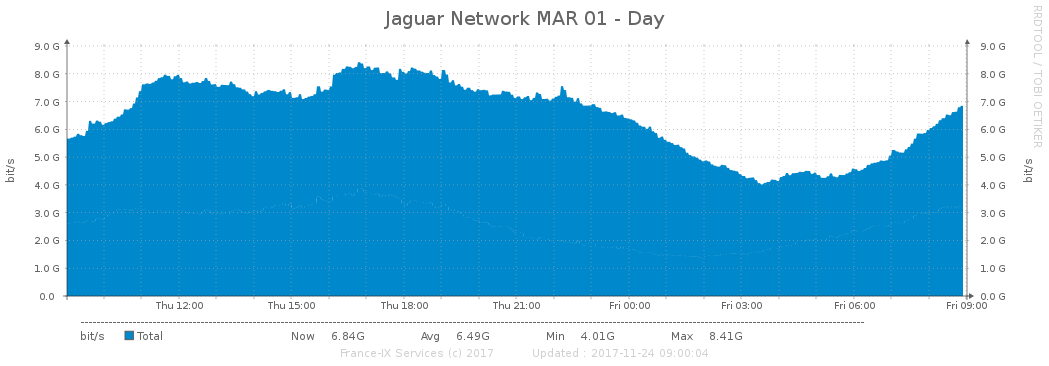 Jaguar Network MAR 01 - Day
RRDTOOL / TOBI OETIKER
9.0 G 9.0 G
8.0 G 8.0 G
7.0 G 7.0 G
6.0 G 6.0 G
5.0 G 5.0 G
4.0 G 4.0 G
3.0 G 3.0 G
2.0 G 2.0 G
1.0 G 1.0 G
0.0 0.0 G
bit/s
bit/s
Thu 12:00 Thu 15:00 Thu 18:00 Thu 21:00 Fri 00:00 Fri 03:00 Fri 06:00 Fri 09:00
bit/s Total Now 6.84G Avg 6.49G Min 4.01G Max 8.41G
France-IX Services (c) 2017 Updated : 2017-11-24 09:00:04